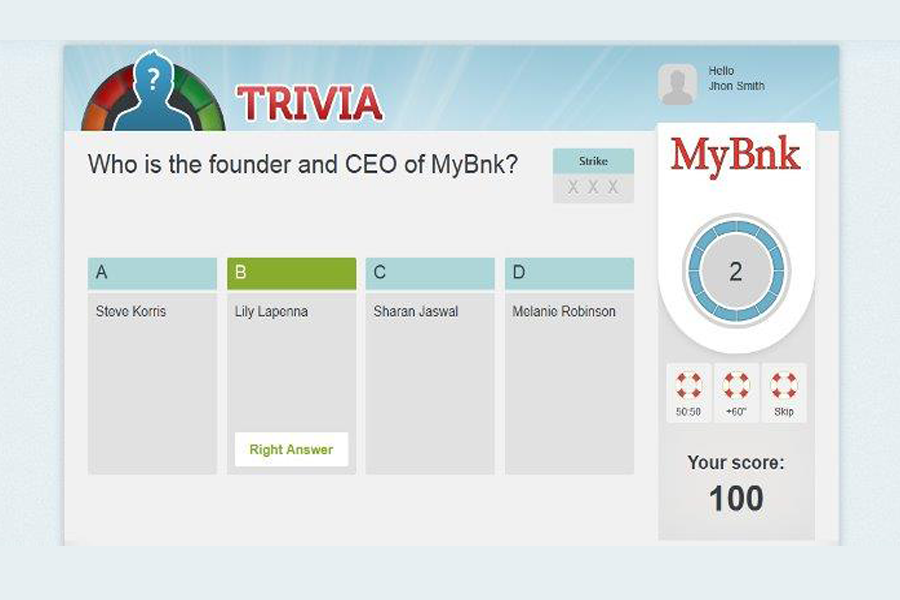 ?
TRIVIA
Hello
Jhon Smith
Who is the founder and CEO of MyBnk?
Strike
X X X
MyBnk
2
A
B
C
D
Steve Korris
Lily Lapenna
Sharan Jaswal
Melanie Robinson
Right Answer
50:50
+60"
Skip
Your score:
100